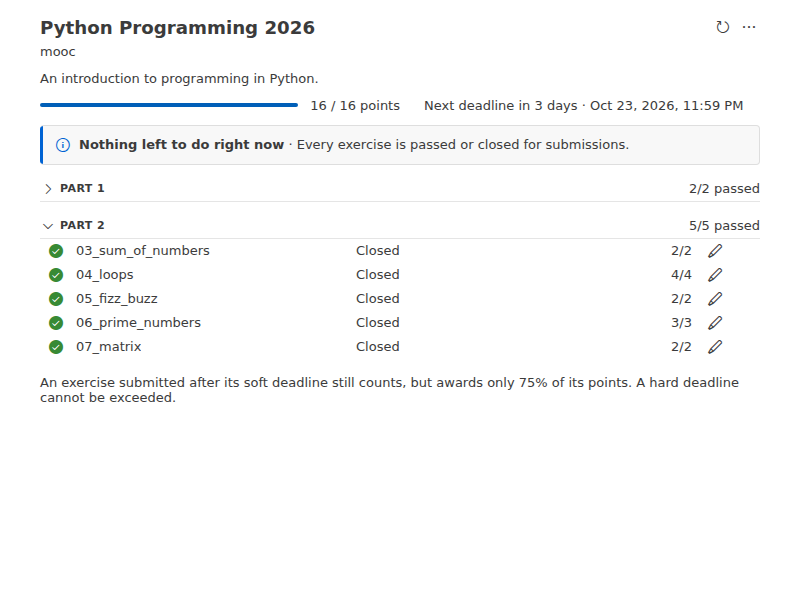 Python Programming 2026
mooc
An introduction to programming in Python.
16 / 16 points Next deadline in 3 days · Oct 23, 2026, 11:59 PM
Nothing left to do right now · Every exercise is passed or closed for submissions.
PART 1 2/2 passed
PART 2 5/5 passed
03_sum_of_numbers Closed 2/2
04_loops Closed 4/4
05_fizz_buzz Closed 2/2
06_prime_numbers Closed 3/3
07_matrix Closed 2/2
An exercise submitted after its soft deadline still counts, but awards only 75% of its points. A hard deadline
cannot be exceeded.